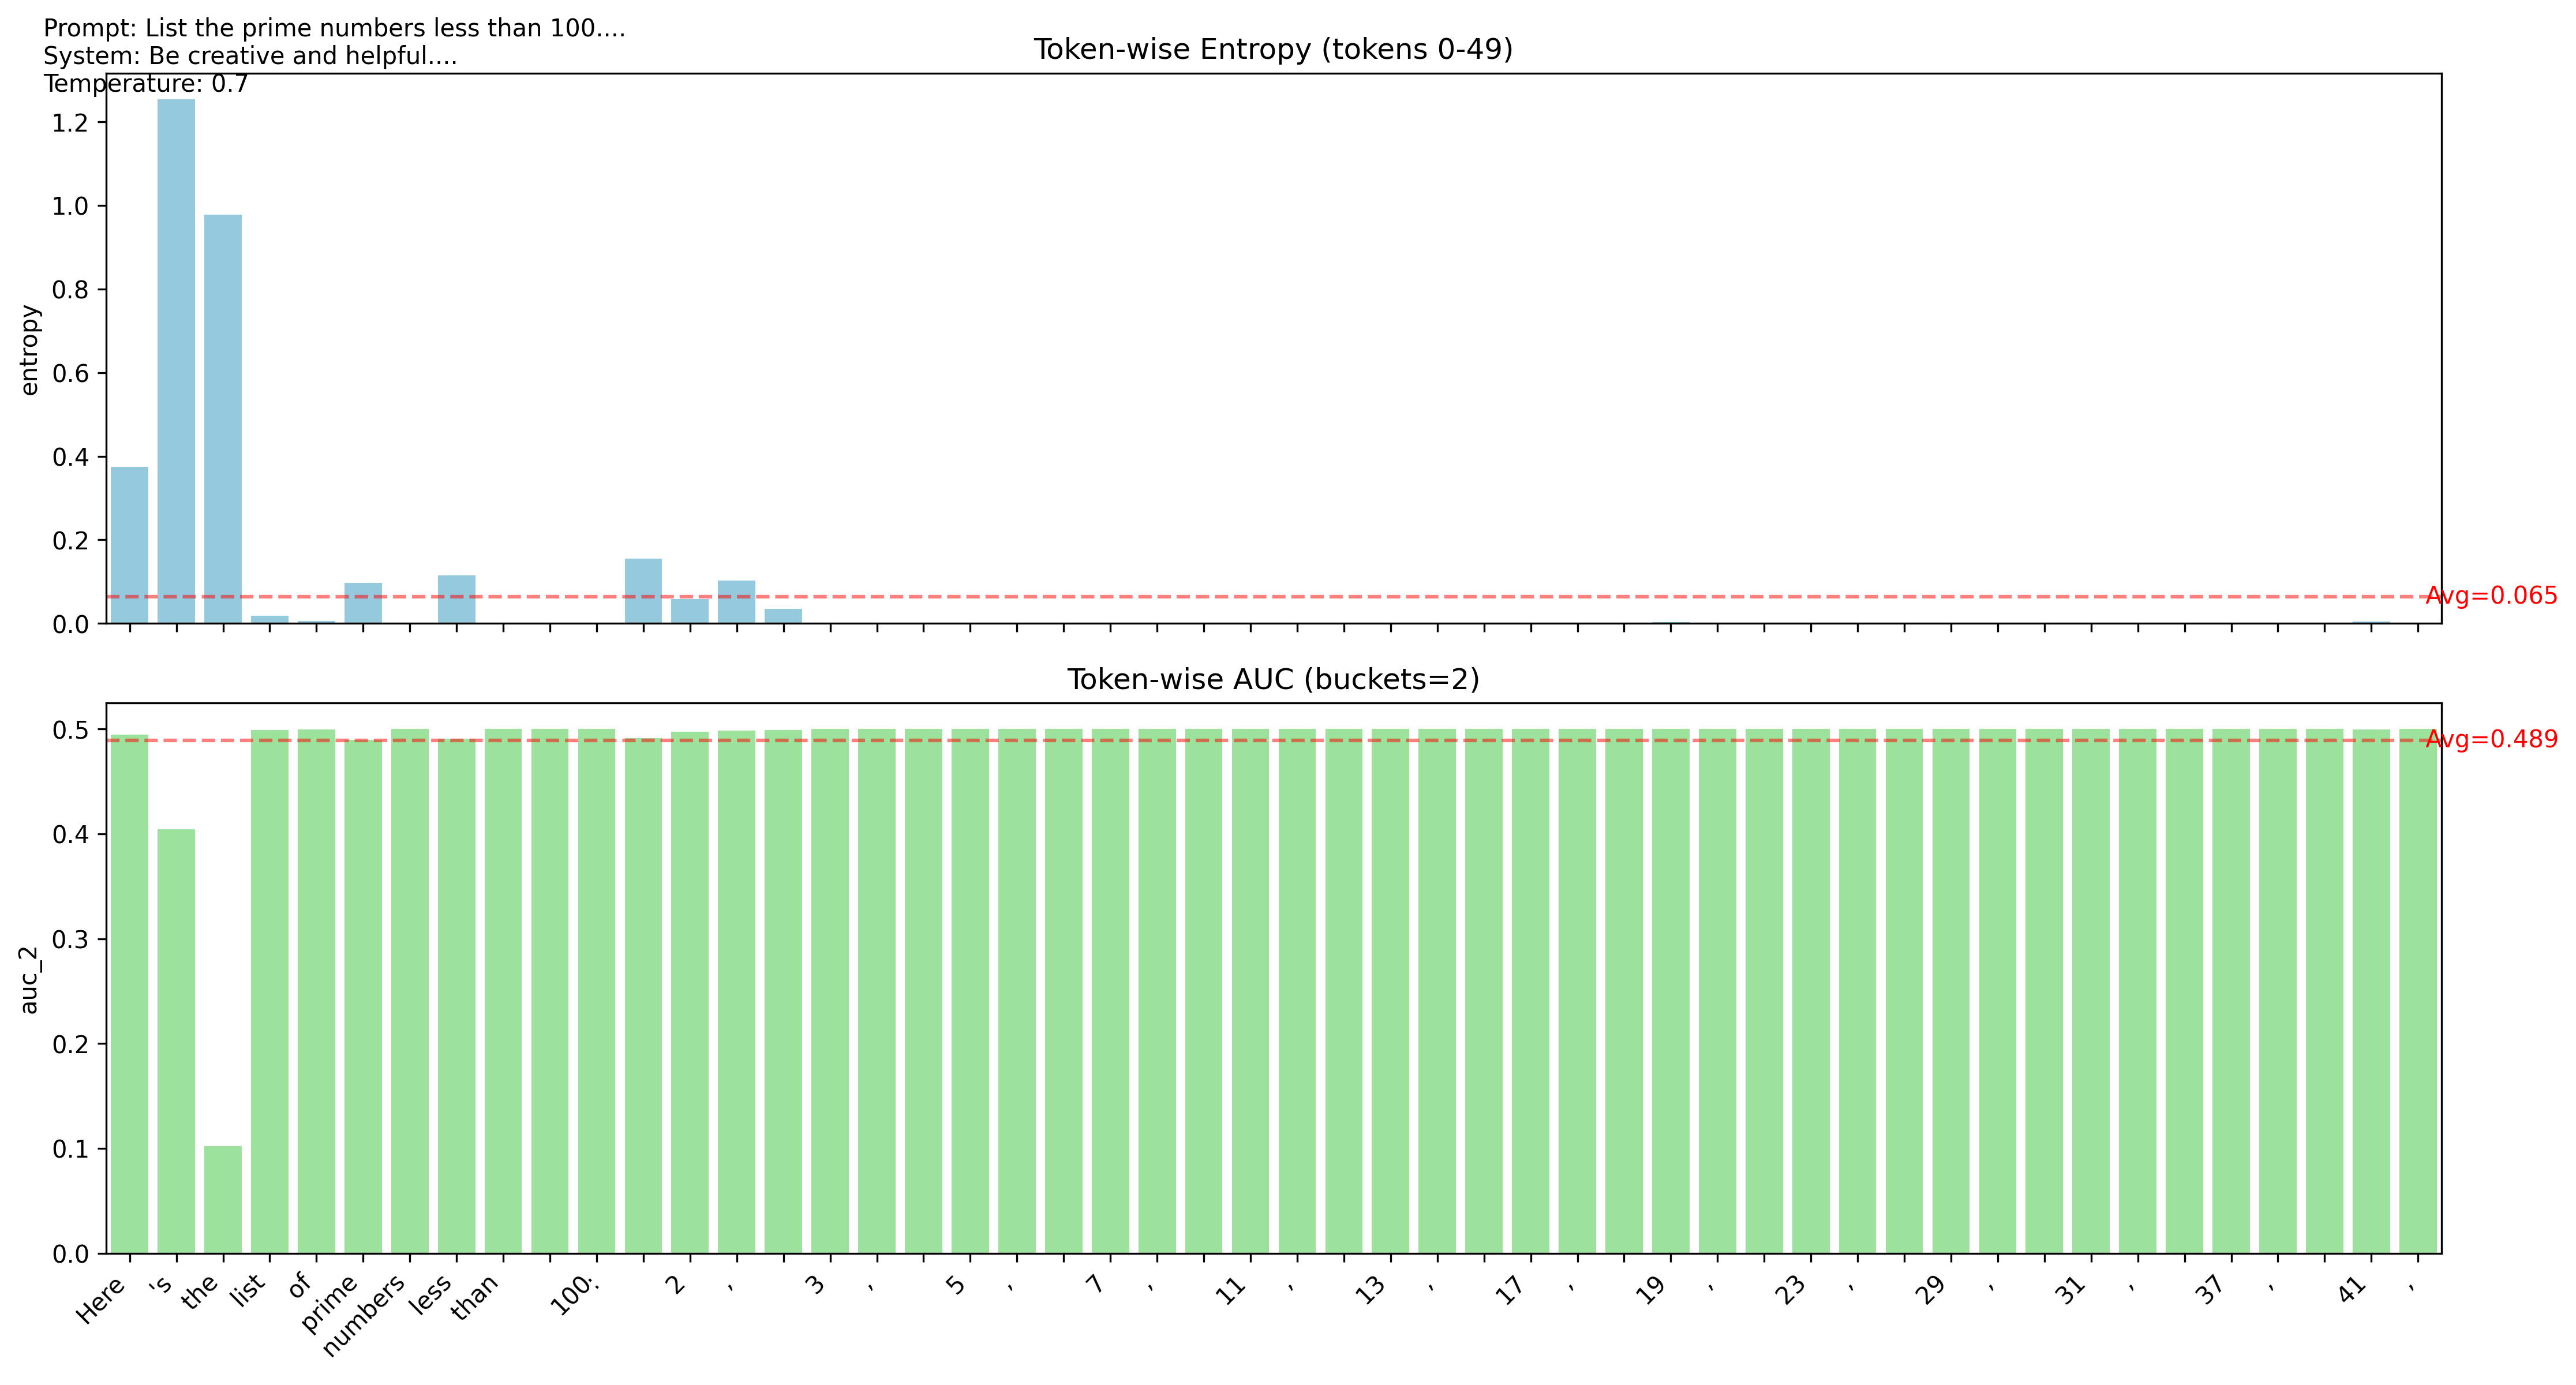 Prompt: List the prime numbers less than 100....
System: Be creative and helpful....
Temperature: 0.7
Token-wise Entropy (tokens 0-49)
entropy
1.2
1.0
0.8
0.6
0.4
0.2
0.0
Avg=0.065
Token-wise AUC (buckets=2)
auc_2
0.5
0.4
0.3
0.2
0.1
0.0
Avg=0.489
Here
's
the
list
of
prime
numbers
less
than
100:
2
,
3
,
5
,
7
,
11
,
13
,
17
,
19
,
23
,
29
,
31
,
37
,
41
,